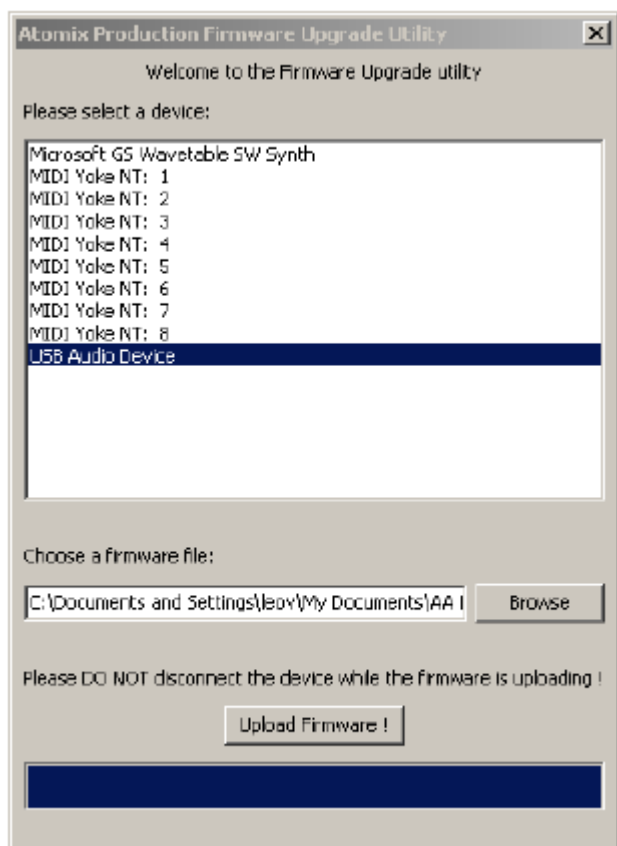 Atomix Production Firmware Upgrade Utility
Welcome to the Firmware Upgrade utility
Please select a device:
Microsoft GS Wavetable SW Synth
MIDI Yoke NT: 1
MIDI Yoke NT: 2
MIDI Yoke NT: 3
MIDI Yoke NT: 4
MIDI Yoke NT: 5
MIDI Yoke NT: 6
MIDI Yoke NT: 7
MIDI Yoke NT: 8
USB Audio Device
Choose a firmware file:
C:\Documents and Settings\leov\My Documents\AA
Browse
Please DO NOT disconnect the device while the firmware is uploading !
Upload Firmware !